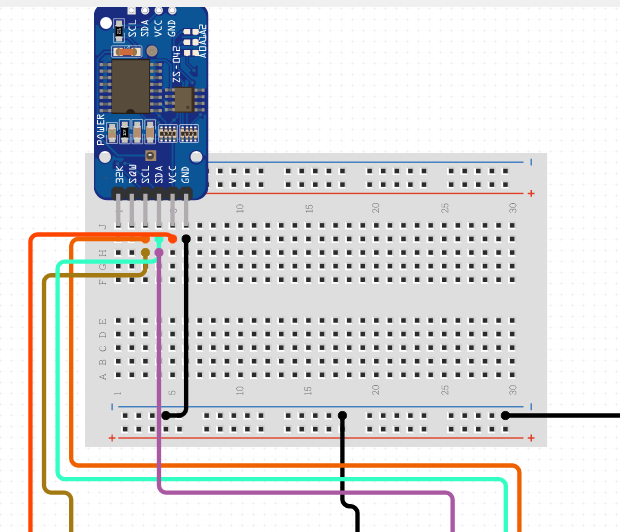 SCL SDA VCC GND
ZS-042
A0A1A2
POWER
32K SQW SCL SDA VCC GND
-
+
1 5 10 15 20 25 30
J
I
H
G
F
E
D
C
B
A
1 5 10 15 20 25 30
- -
+ +